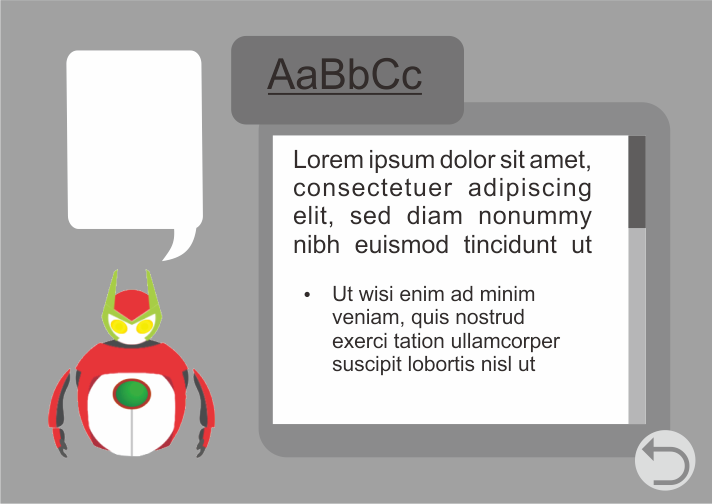 AaBbCc
Lorem ipsum dolor sit amet,
consectetuer adipiscing
elit, sed diam nonummy
nibh euismod tincidunt ut
• Ut wisi enim ad minim
veniam, quis nostrud
exerci tation ullamcorper
suscipit lobortis nisl ut